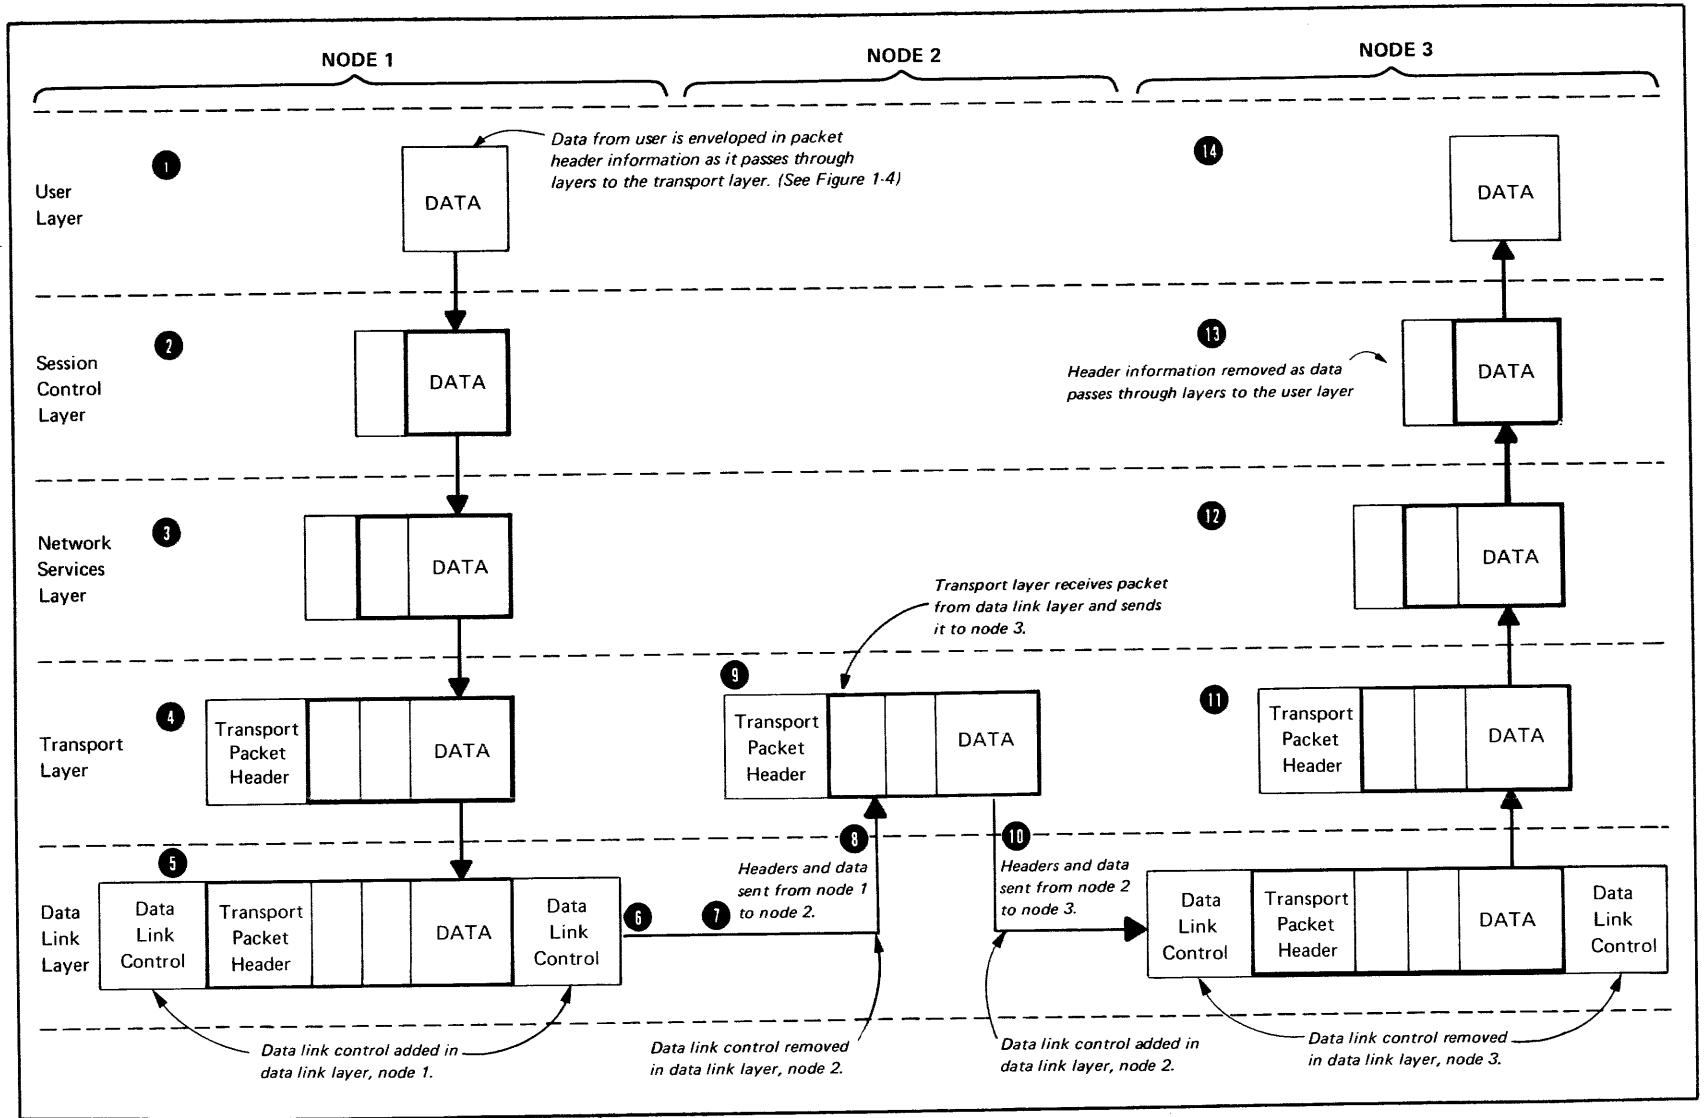 NODE 1
NODE 2
NODE 3
User
Layer
1
DATA
Data from user is enveloped in packet
header information as it passes through
layers to the transport layer. (See Figure 1-4)
14
DATA
Session
Control
Layer
2
DATA
13
Header information removed as data
passes through layers to the user layer
DATA
Network
Services
Layer
3
DATA
Transport layer receives packet
from data link layer and sends
it to node 3.
12
DATA
Transport
Layer
4
Transport
Packet
Header
DATA
9
Transport
Packet
Header
DATA
11
Transport
Packet
Header
DATA
Data
Link
Layer
5
Data
Link
Control
Transport
Packet
Header
DATA
Data
Link
Control
6
7
8
Headers and data
sent from node 1
to node 2.
10
Headers and data
sent from node 2
to node 3.
Data
Link
Control
Transport
Packet
Header
DATA
Data
Link
Control
Data link control added in
data link layer, node 1.
Data link control removed
in data link layer, node 2.
Data link control added in
data link layer, node 2.
Data link control removed
in data link layer, node 3.